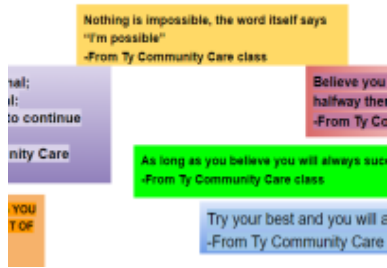 Nothing is impossible, the word itself says
"I'm possible"
-From Ty Community Care class
nal;
l:
to continue
nity Care
Believe you
halfway ther
-From Ty Co
As long as you believe you will always suc
-From Ty Community Care class
YOU
T OF
Try your best and you will a
-From Ty Community Care